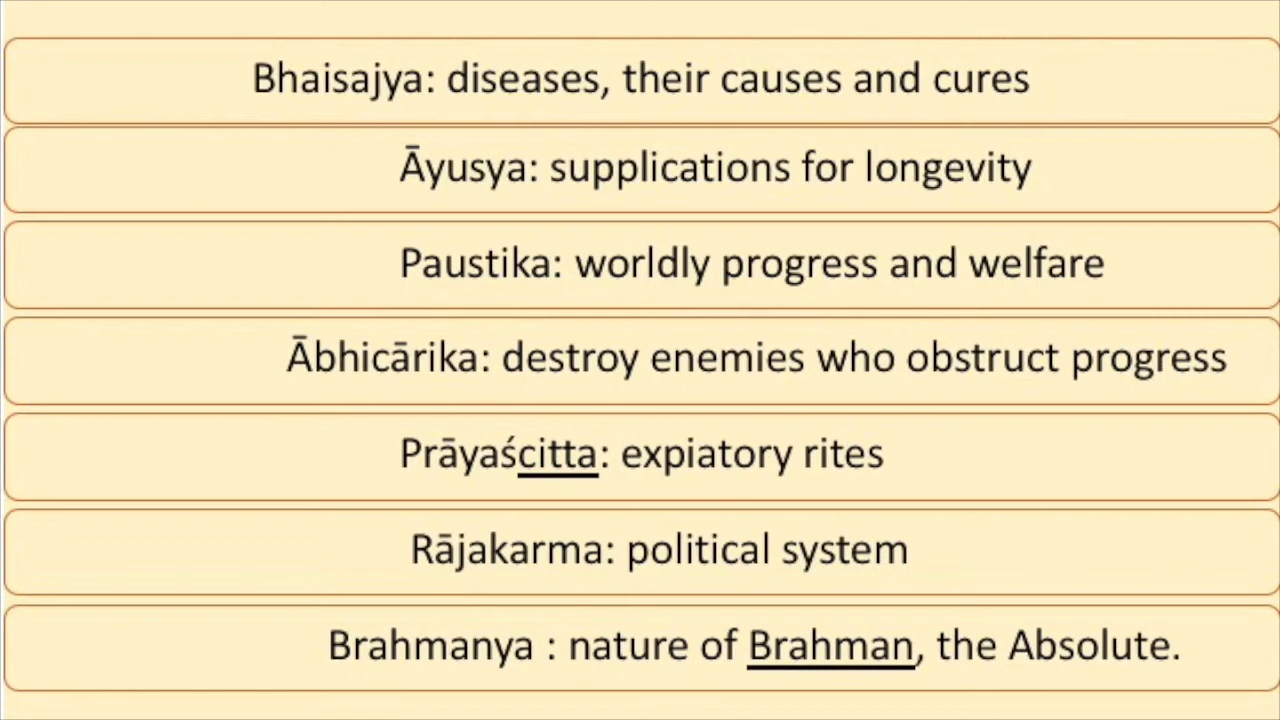 Bhaisajya: diseases, their causes and cures
Āyusya: supplications for longevity
Paustika: worldly progress and welfare
Ābhicārika: destroy enemies who obstruct progress
Prāyaścitta: expiatory rites
Rājakarma: political system
Brahmanya : nature of Brahman, the Absolute.